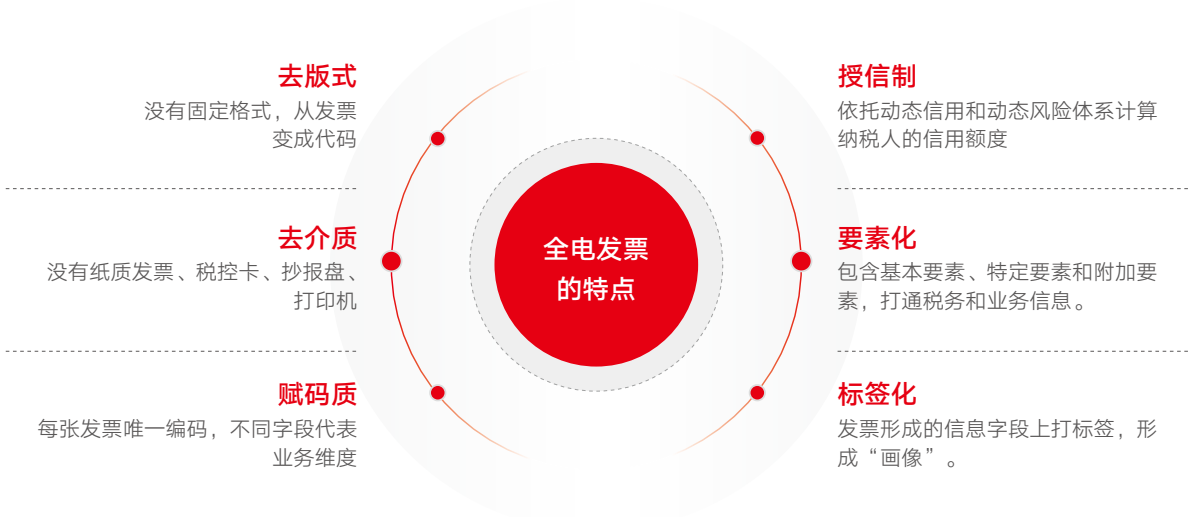 去版式
没有固定格式，从发票
变成代码
去介质
没有纸质发票、税控卡、抄报盘、
打印机
赋码质
每张发票唯一编码，不同字段代表
业务维度
全电发票
的特点
授信制
依托动态信用和动态风险体系计算
纳税人的信用额度
要素化
包含基本要素、特定要素和附加要
素，打通税务和业务信息。
标签化
发票形成的信息字段上打标签，形
成“画像”。